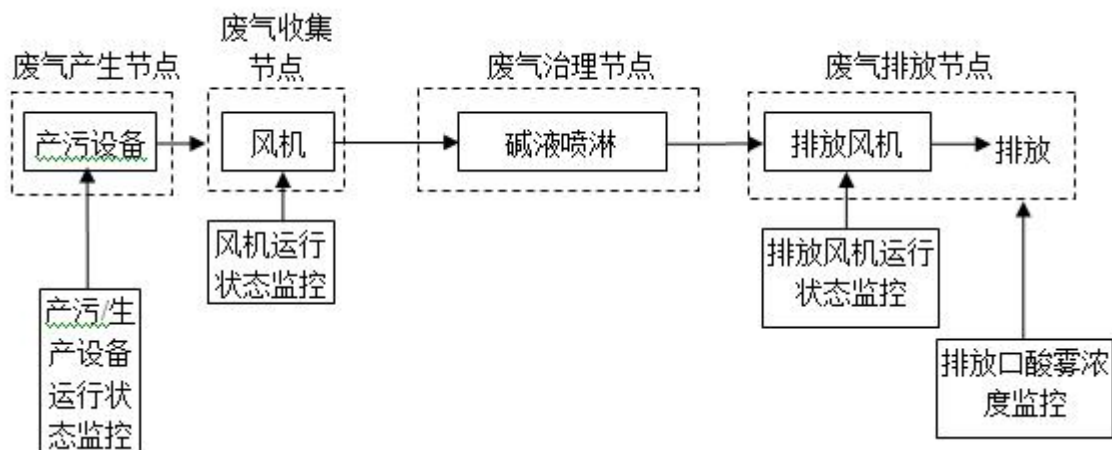 废气产生节点
废气收集
节点
废气治理节点
废气排放节点
产污设备
风机
碱液喷淋
排放风机
排放
风机运行
状态监控
排放风机运行
状态监控
产污/生
产设备
运行状
态监控
排放口酸雾浓
度监控